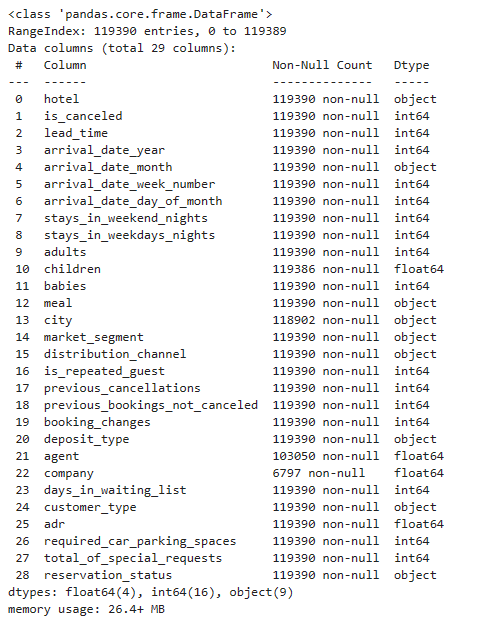 <class 'pandas.core.frame.DataFrame'>
RangeIndex: 119390 entries, 0 to 119389
Data columns (total 29 columns):
 #   Column                          Non-Null Count   Dtype
---  ------                          --------------   -----
 0   hotel                           119390 non-null  object
 1   is_canceled                     119390 non-null  int64
 2   lead_time                       119390 non-null  int64
 3   arrival_date_year               119390 non-null  int64
 4   arrival_date_month              119390 non-null  object
 5   arrival_date_week_number        119390 non-null  int64
 6   arrival_date_day_of_month       119390 non-null  int64
 7   stays_in_weekend_nights         119390 non-null  int64
 8   stays_in_weekdays_nights        119390 non-null  int64
 9   adults                          119390 non-null  int64
 10  children                        119386 non-null  float64
 11  babies                          119390 non-null  int64
 12  meal                            119390 non-null  object
 13  city                            118902 non-null  object
 14  market_segment                  119390 non-null  object
 15  distribution_channel            119390 non-null  object
 16  is_repeated_guest               119390 non-null  int64
 17  previous_cancellations          119390 non-null  int64
 18  previous_bookings_not_canceled  119390 non-null  int64
 19  booking_changes                 119390 non-null  int64
 20  deposit_type                    119390 non-null  object
 21  agent                           103050 non-null  float64
 22  company                         6797 non-null    float64
 23  days_in_waiting_list            119390 non-null  int64
 24  customer_type                   119390 non-null  object
 25  adr                             119390 non-null  float64
 26  required_car_parking_spaces     119390 non-null  int64
 27  total_of_special_requests       119390 non-null  int64
 28  reservation_status              119390 non-null  object
dtypes: float64(4), int64(16), object(9)
memory usage: 26.4+ MB